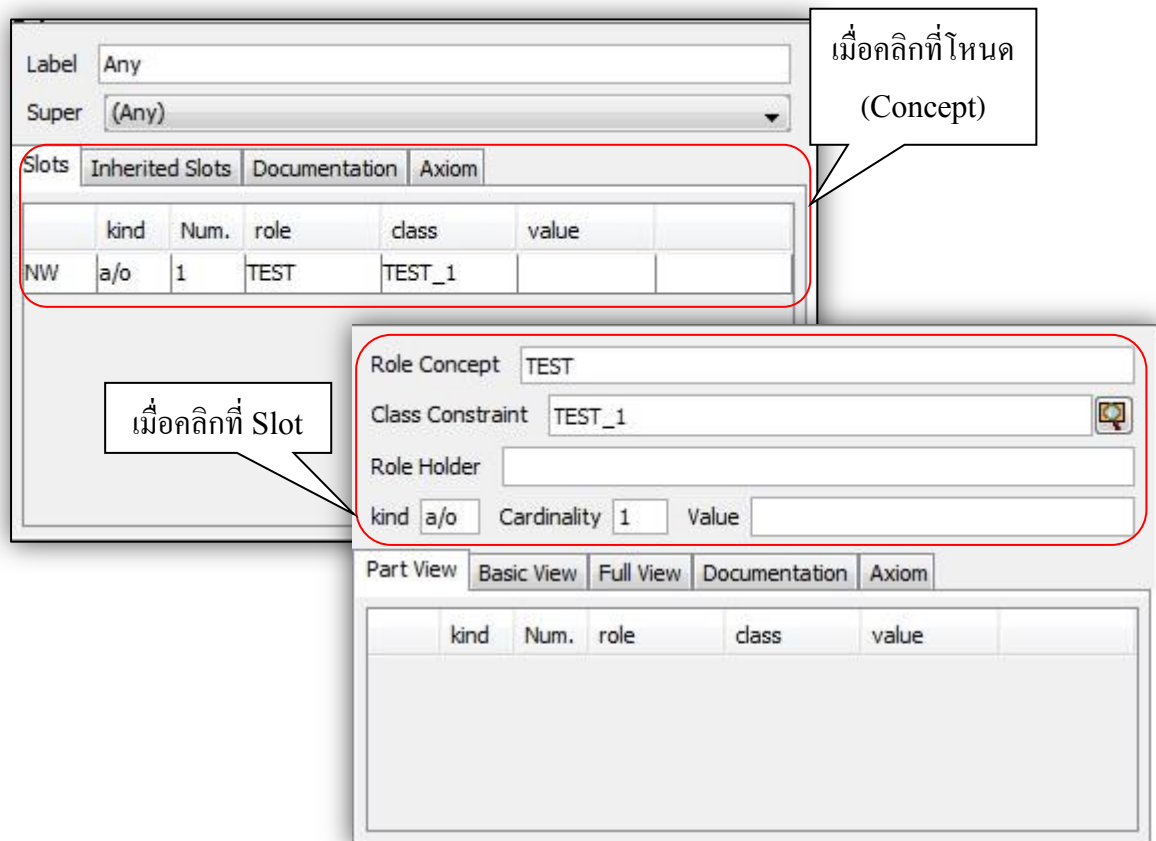 เมื่อคลิกที่โหนด
(Concept)
Label Any
Super (Any)
Slots Inherited Slots Documentation Axiom
kind Num. role class value
NW a/o 1 TEST TEST_1
เมื่อคลิกที่ Slot
Role Concept TEST
Class Constraint TEST_1
Role Holder
kind a/o Cardinality 1 Value
Part View Basic View Full View Documentation Axiom
kind Num. role class value